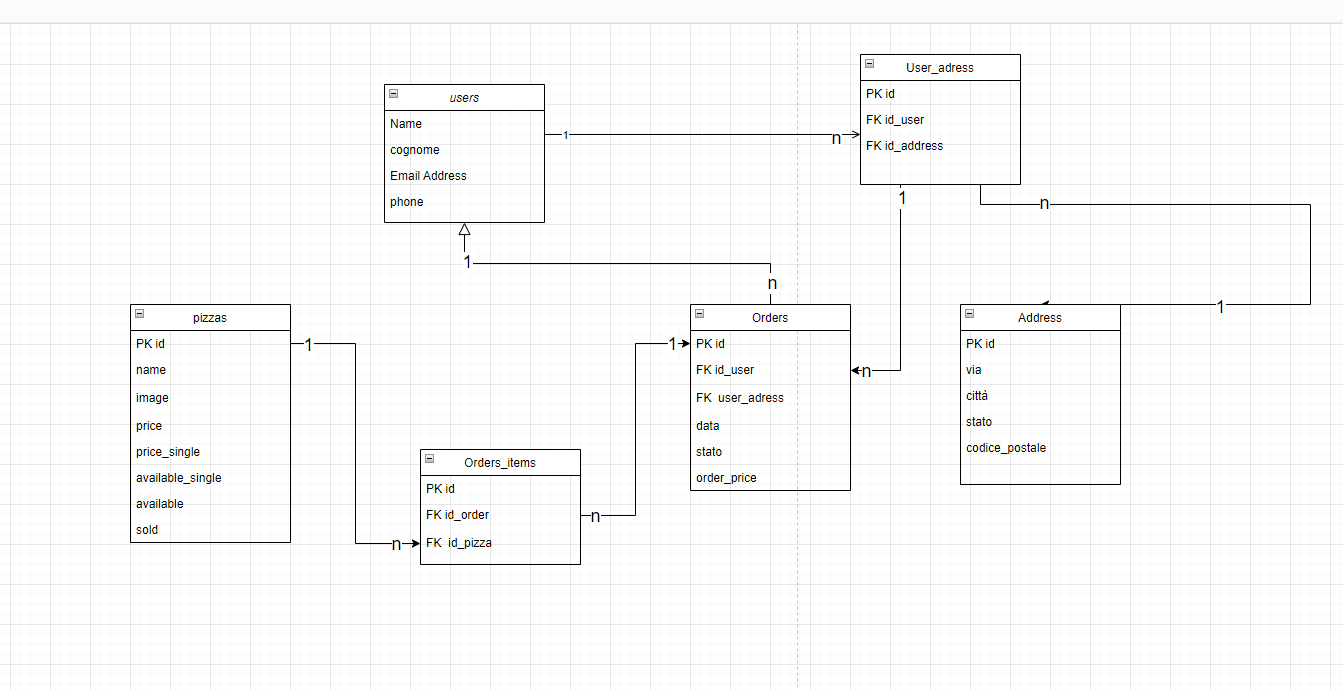 users
Name
cognome
Email Address
phone
1
n
User_adress
PK id
FK id_user
FK id_address
1
n
1
n
pizzas
PK id
name
image
price
price_single
available_single
available
sold
1
n
Orders_items
PK id
FK id_order
FK id_pizza
n
1
Orders
PK id
FK id_user
FK user_adress
data
stato
order_price
n
Address
PK id
via
città
stato
codice_postale
1